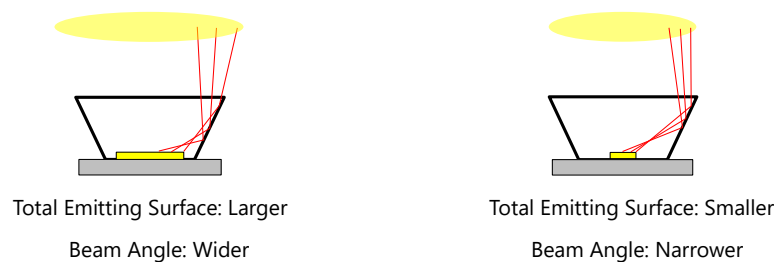 Total Emitting Surface: Larger
Beam Angle: Wider
Total Emitting Surface: Smaller
Beam Angle: Narrower